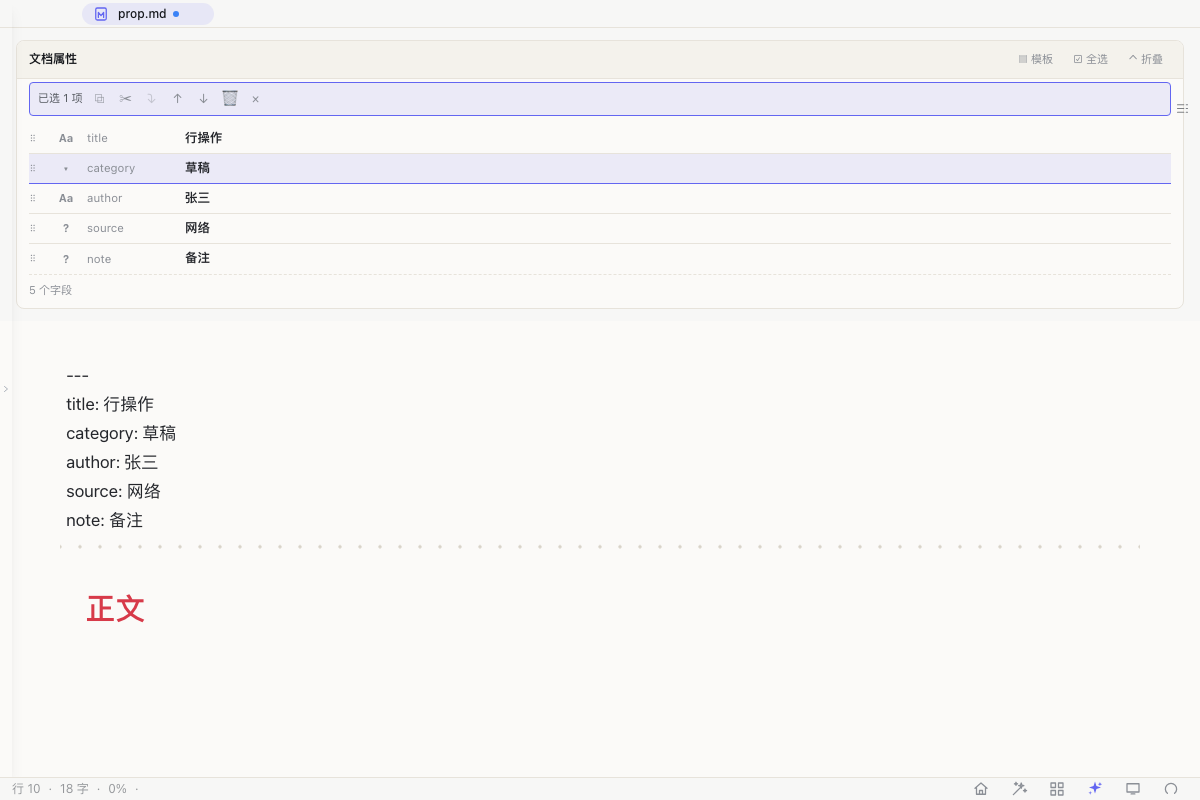 prop.md
文档属性
模板 全选 折叠
已选 1 项
Aa title 行操作
category 草稿
Aa author 张三
? source 网络
? note 备注
5 个字段
---
title: 行操作
category: 草稿
author: 张三
source: 网络
note: 备注
正文
行 10 · 18 字 · 0% ·